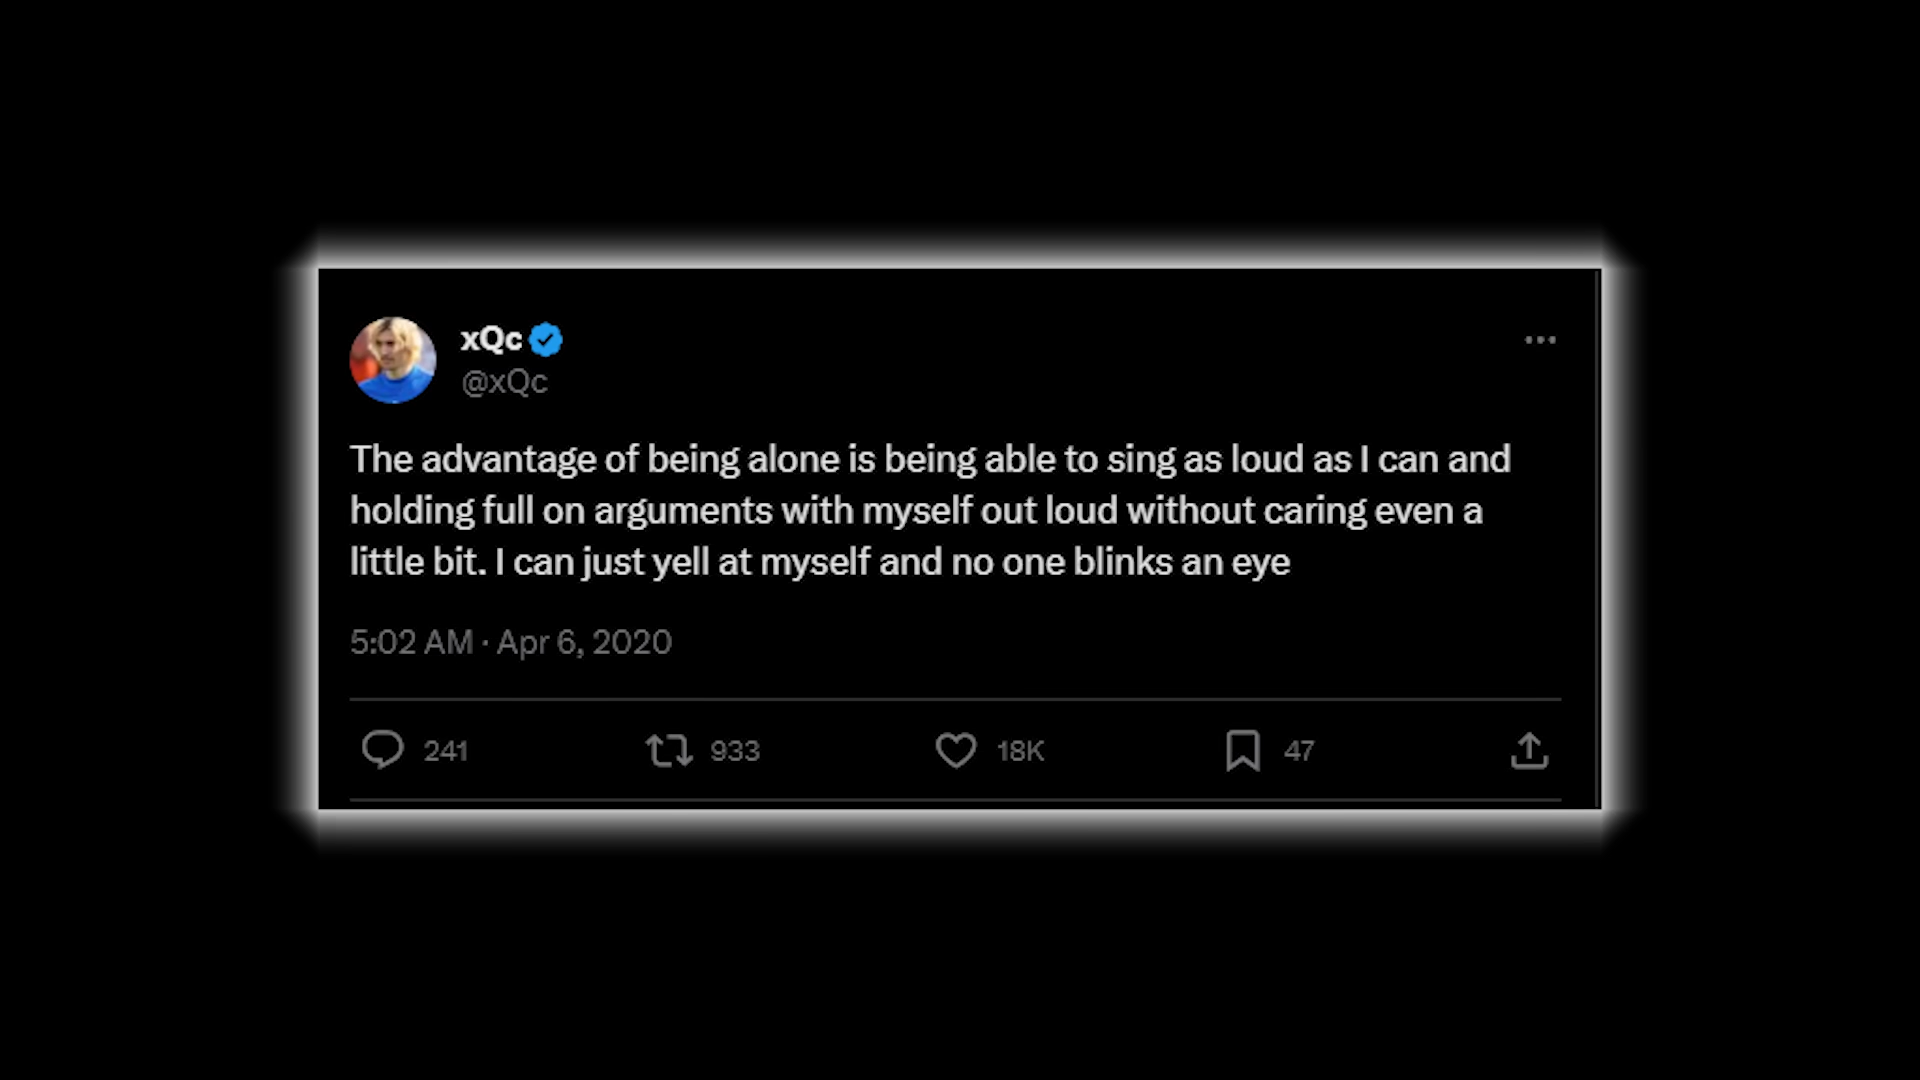 xQc
@xQc
The advantage of being alone is being able to sing as loud as I can and
holding full on arguments with myself out loud without caring even a
little bit. I can just yell at myself and no one blinks an eye
5:02 AM · Apr 6, 2020
241 933 18K 47